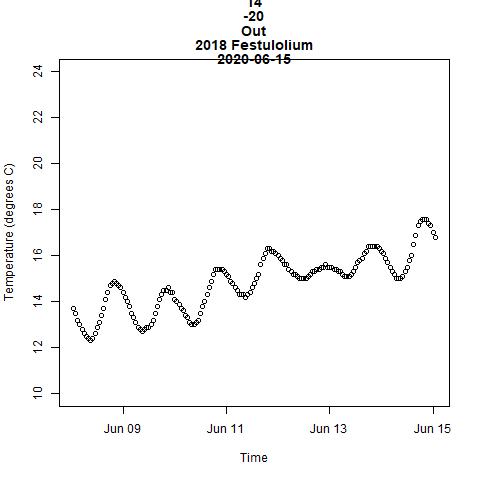 14
-20
Out
2018 Festulolium
2020-06-15
24
22
20
18
16
14
12
10
Temperature (degrees C)
Jun 09
Jun 11
Jun 13
Jun 15
Time